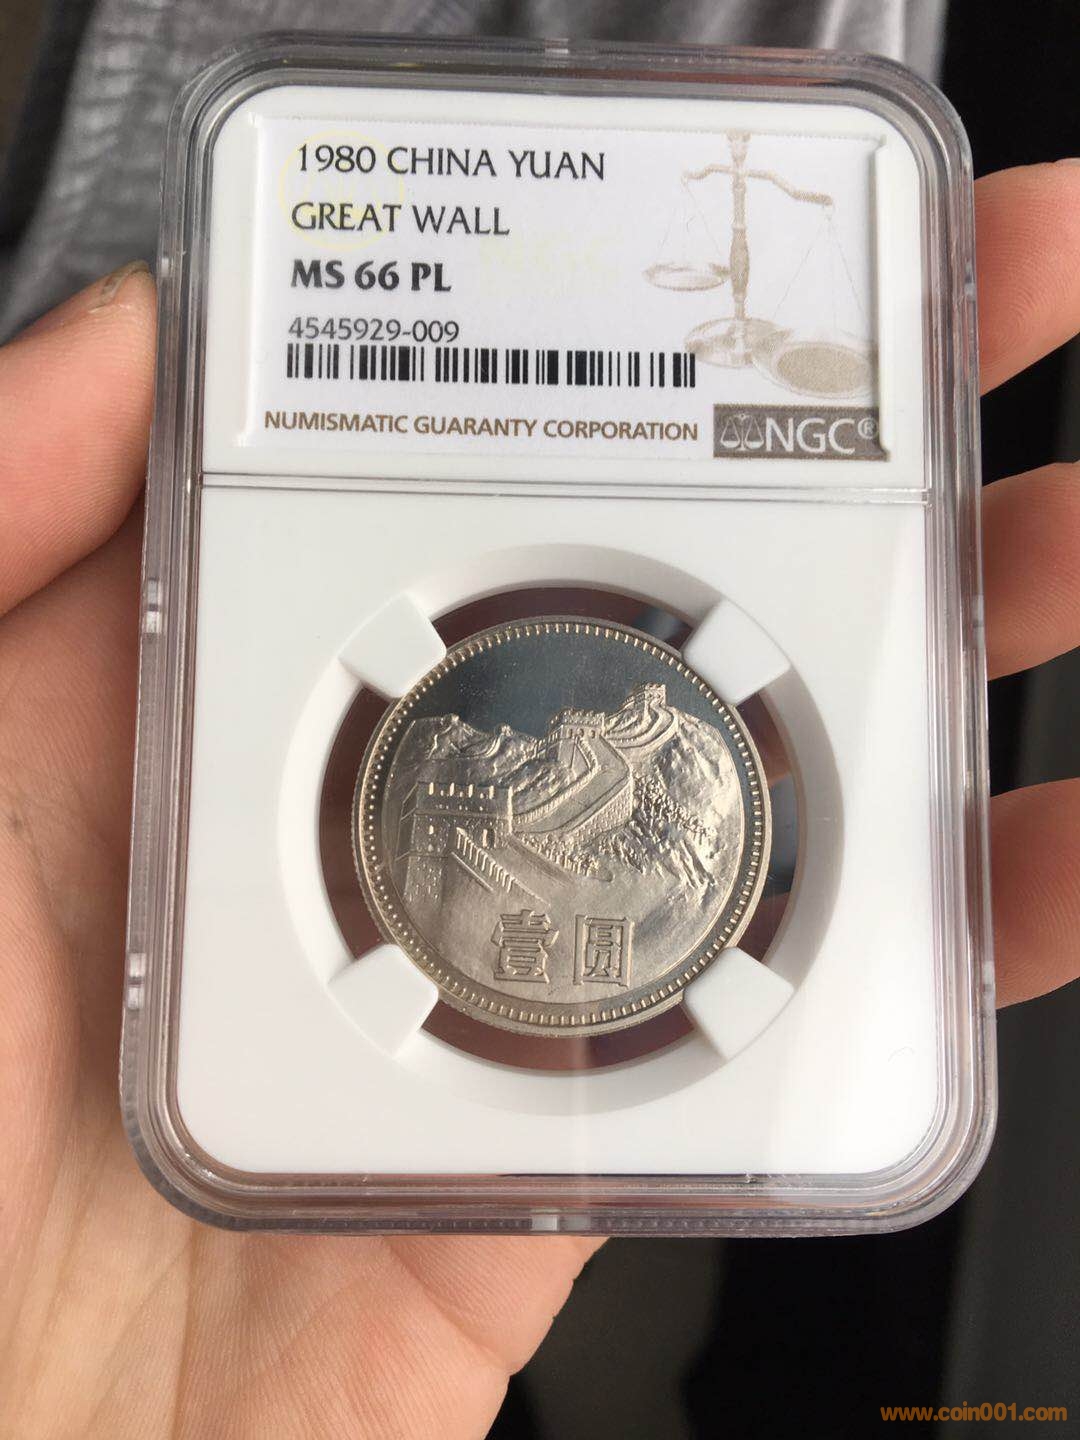 1980 CHINA YUAN
GREAT WALL
MS 66 PL
4545929-009
NUMISMATIC GUARANTY CORPORATION
NGC®
壹圆
www.coin001.com